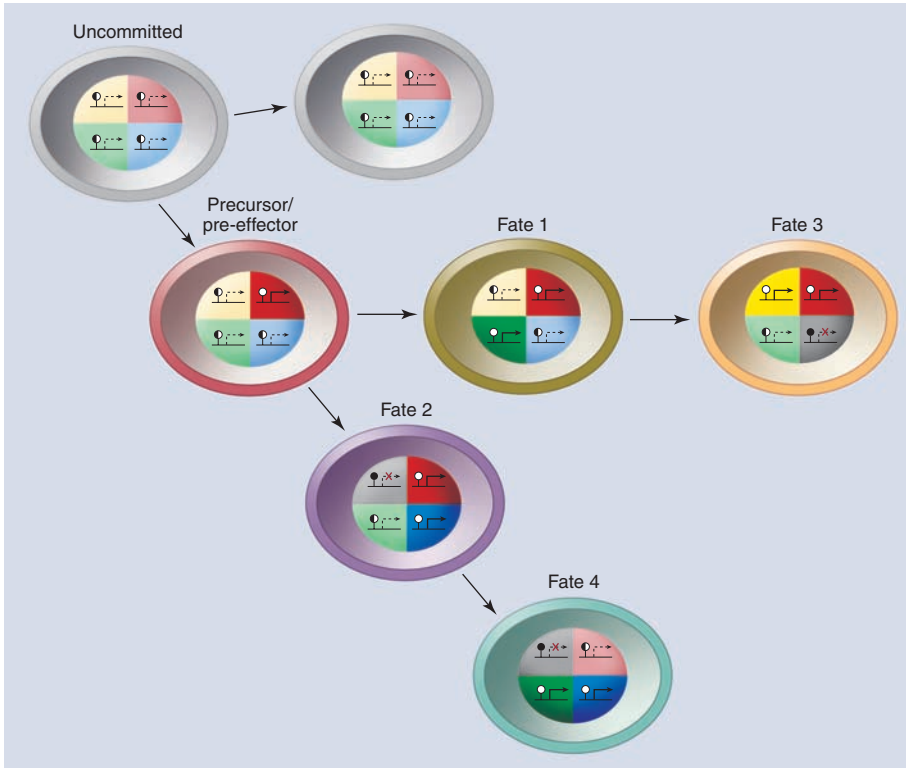 Uncommitted
Precursor/
pre-effector
Fate 1
Fate 3
Fate 2
Fate 4